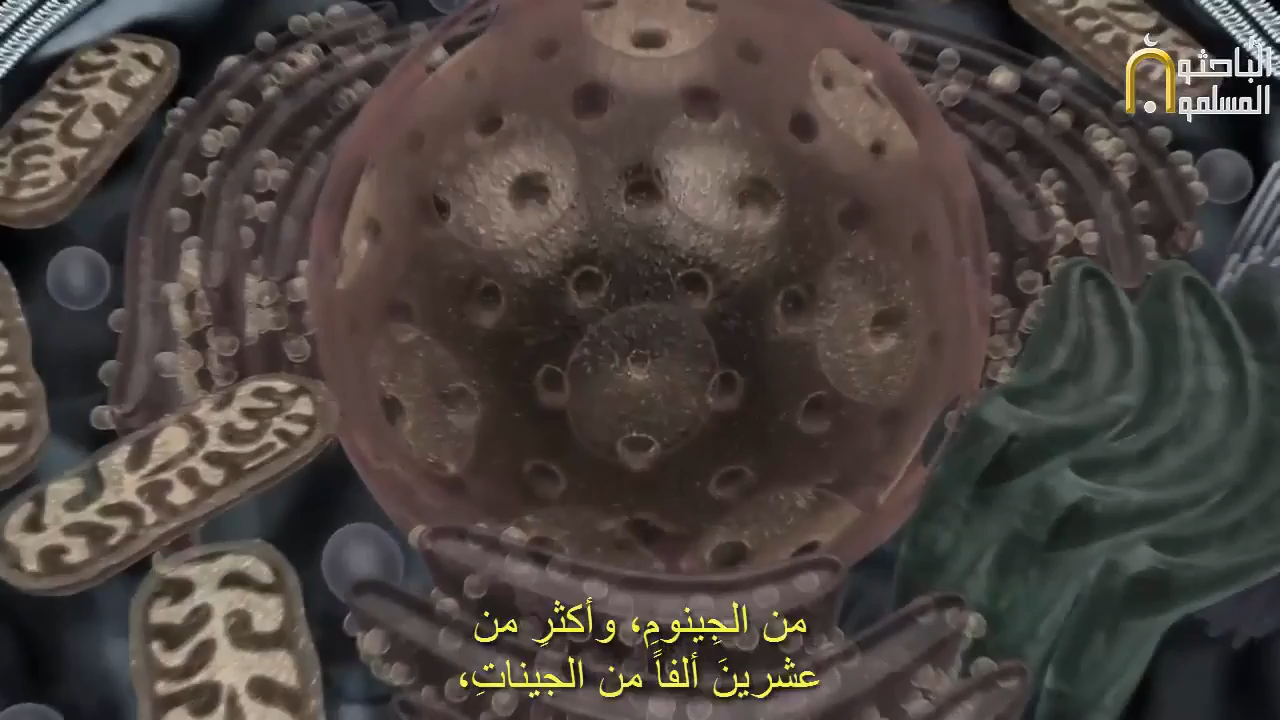 الباحثون
المسلمون
من الجِينومِ، وأكثرِ من
عشرينَ ألفاً من الجيناتِ،